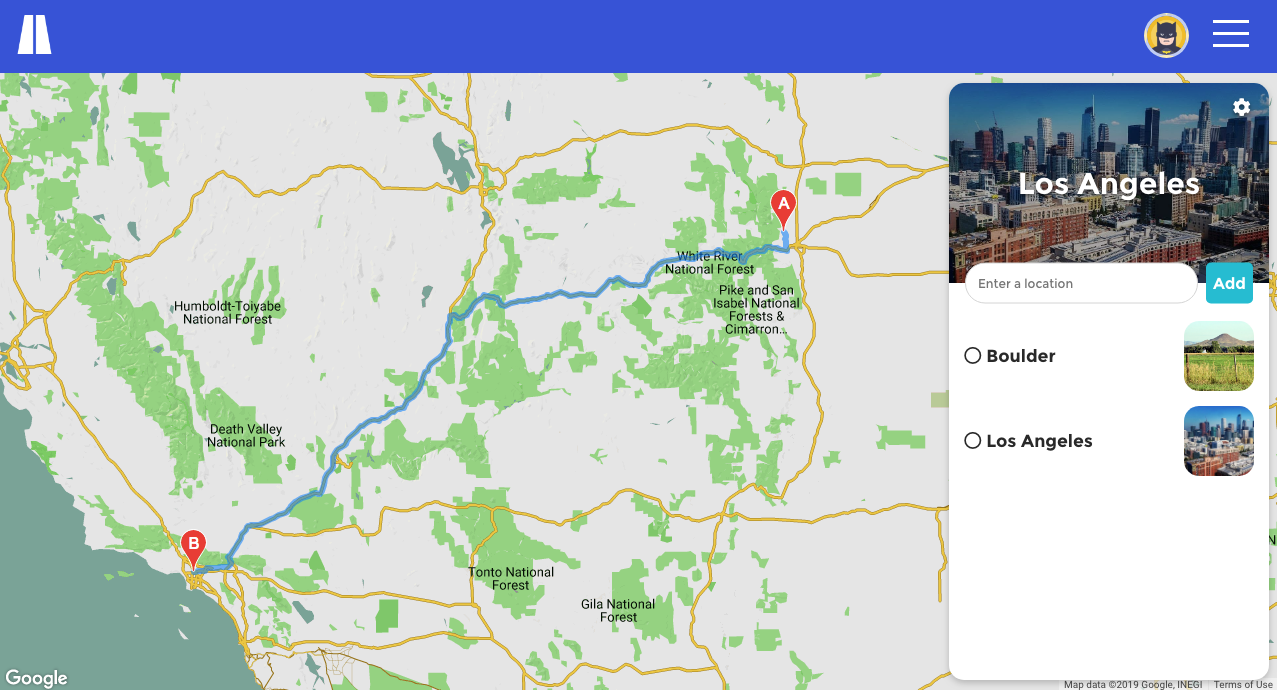 Los Angeles
Enter a location
Add
Boulder
Los Angeles
A
White River
National Forest
Pike and San
Isabel National
Forests &
Cimarron...
Humboldt-Toiyabe
National Forest
Death Valley
National Park
B
Tonto National
Forest
Gila National
Forest
N
Google
Map data ©2019 Google, INEGI
Terms of Use